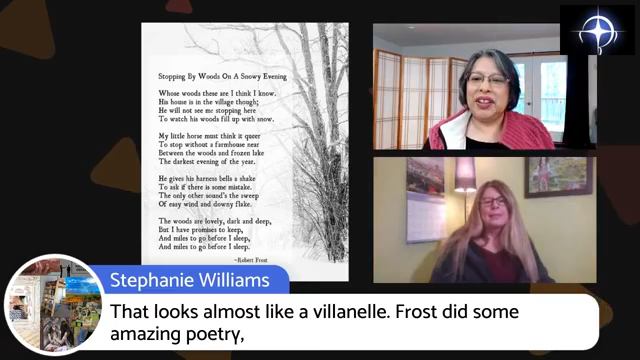 Stopping By Woods On A Snowy Evening
Whose woods these are I think I know.
His house is in the village though;
He will not see me stopping here
To watch his woods fill up with snow.
My little horse must think it queer
To stop without a farmhouse near
Between the woods and frozen lake
The darkest evening of the year.
He gives his harness bells a shake
To ask if there is some mistake.
The only other sound's the sweep
Of easy wind and downy flake.
The woods are lovely, dark and deep,
But I have promises to keep,
And miles to go before I sleep,
And miles to go before I sleep.
~Robert Frost
Stephanie Williams
That looks almost like a villanelle. Frost did some
amazing poetry,